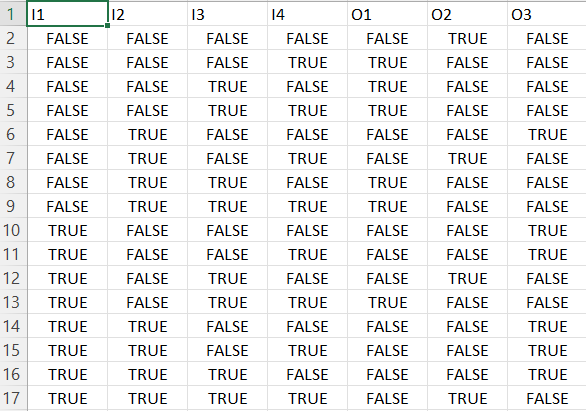 1 I1 I2 I3 I4 O1 O2 O3
2 FALSE FALSE FALSE FALSE FALSE TRUE FALSE
3 FALSE FALSE FALSE TRUE TRUE FALSE FALSE
4 FALSE FALSE TRUE FALSE TRUE FALSE FALSE
5 FALSE FALSE TRUE TRUE TRUE FALSE FALSE
6 FALSE TRUE FALSE FALSE FALSE FALSE TRUE
7 FALSE TRUE FALSE TRUE FALSE TRUE FALSE
8 FALSE TRUE TRUE FALSE TRUE FALSE FALSE
9 FALSE TRUE TRUE TRUE TRUE FALSE FALSE
10 TRUE FALSE FALSE FALSE FALSE FALSE TRUE
11 TRUE FALSE FALSE TRUE FALSE FALSE TRUE
12 TRUE FALSE TRUE FALSE FALSE TRUE FALSE
13 TRUE FALSE TRUE TRUE TRUE FALSE FALSE
14 TRUE TRUE FALSE FALSE FALSE FALSE TRUE
15 TRUE TRUE FALSE TRUE FALSE FALSE TRUE
16 TRUE TRUE TRUE FALSE FALSE FALSE TRUE
17 TRUE TRUE TRUE TRUE FALSE TRUE FALSE